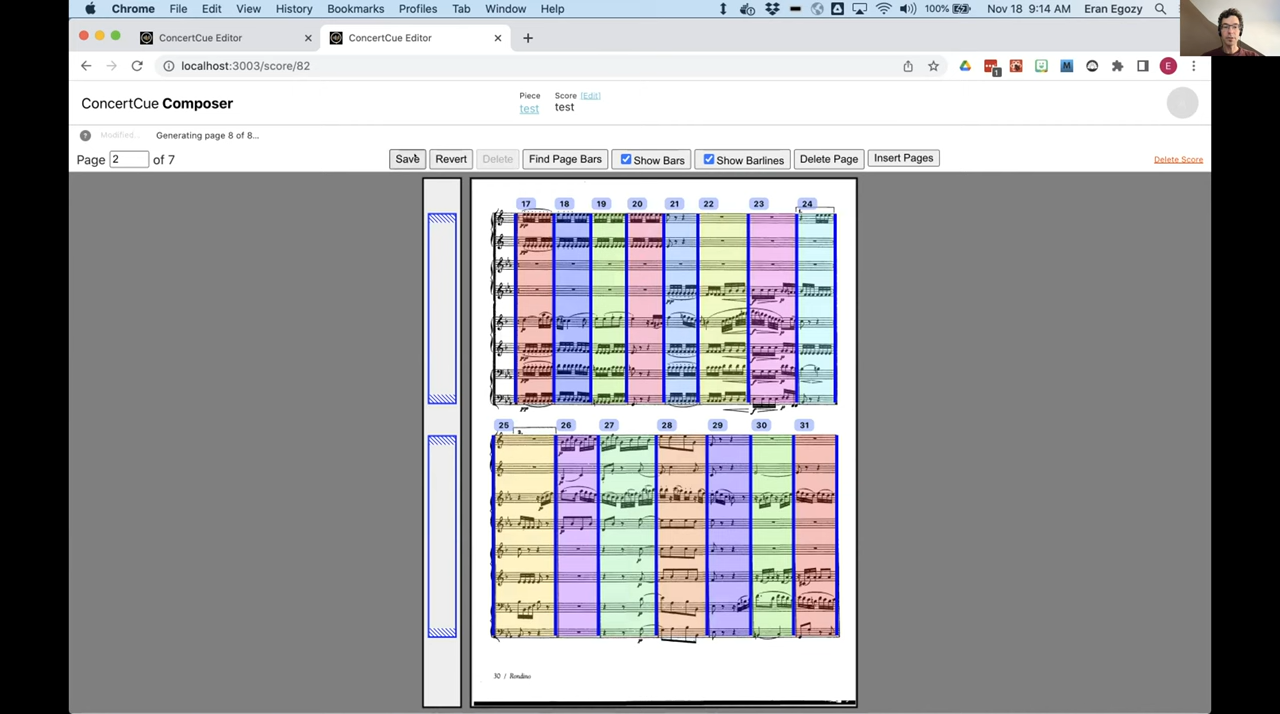 Chrome File Edit View History Bookmarks Profiles Tab Window Help 100% Nov 18 9:14 AM Eran Egozy
ConcertCue Editor ConcertCue Editor
localhost:3003/score/82 1 E
ConcertCue Composer
Piece Score [Edit]
test test
? Modified... Generating page 8 of 8...
Page 2 of 7 Save Revert Delete Find Page Bars Show Bars Show Barlines Delete Page Insert Pages Delete Score
17 18 19 20 21 22 23 24
25 26 27 28 29 30 31
30 / Rondino